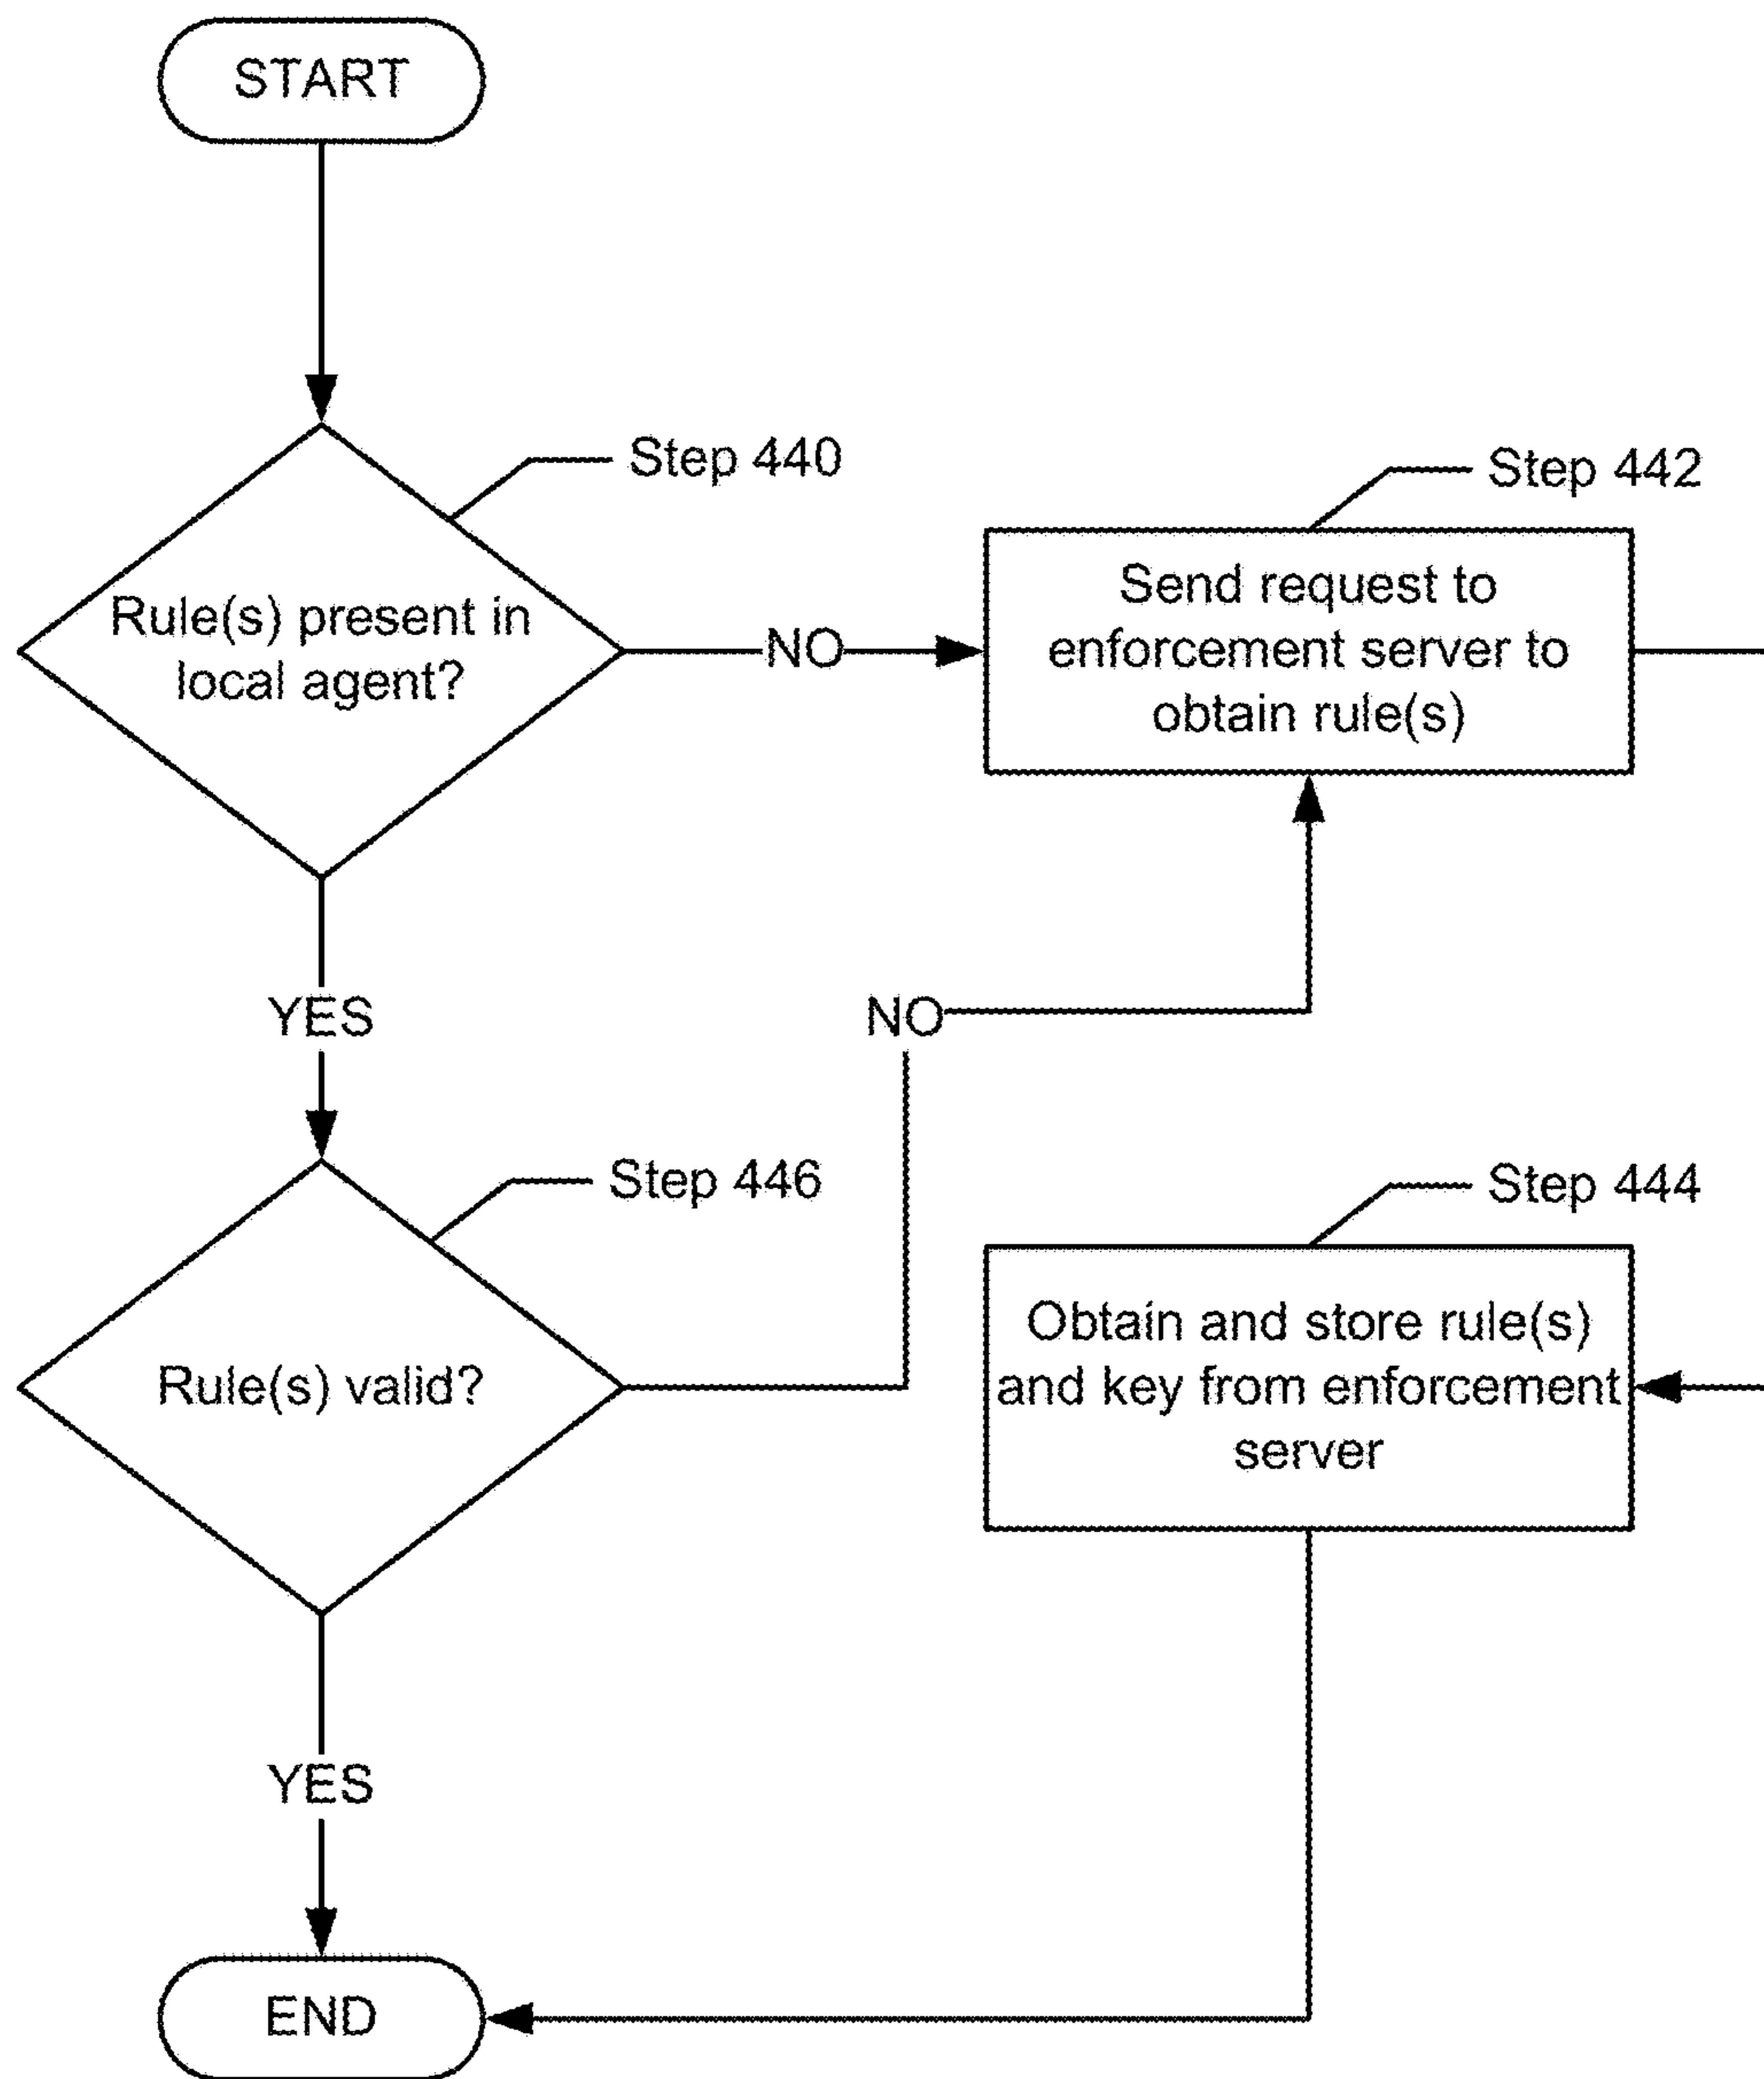 START
Step 440
Rule(s) present in
local agent?
NO
Step 442
Send request to
enforcement server to
obtain rule(s)
YES
NO
Step 446
Rule(s) valid?
Step 444
Obtain and store rule(s)
and key from enforcement
server
YES
END